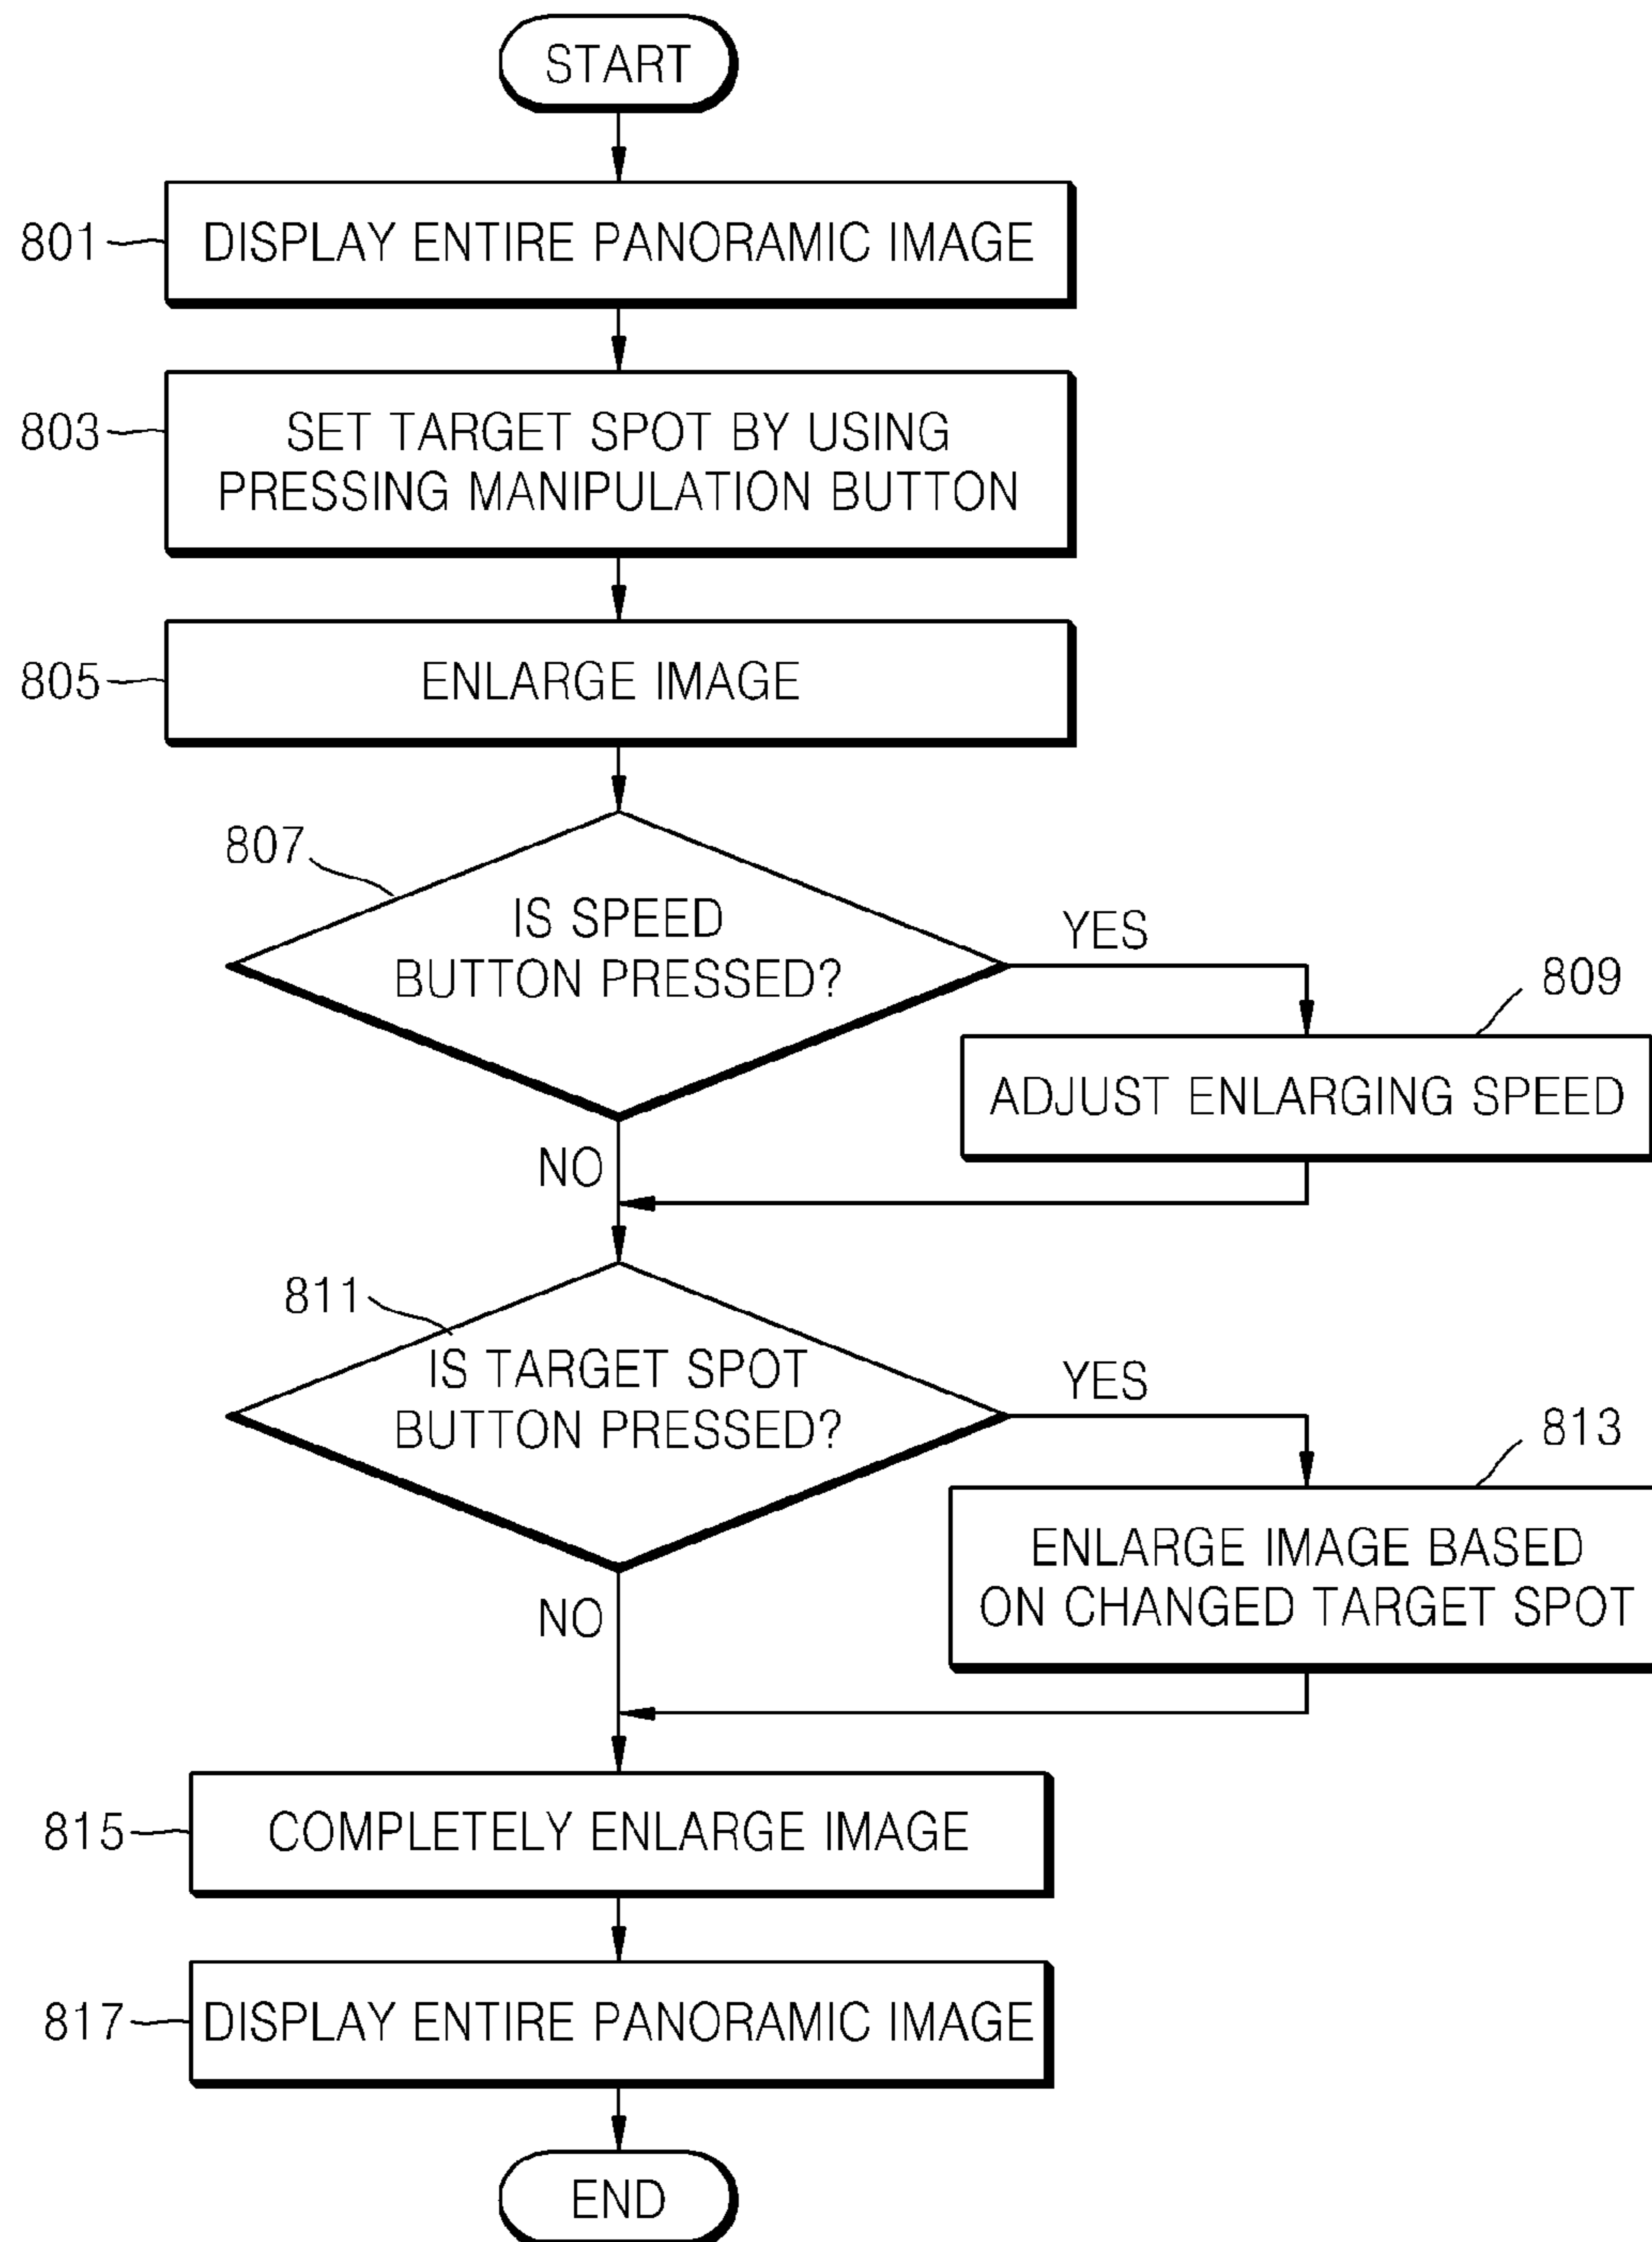 START
801
DISPLAY ENTIRE PANORAMIC IMAGE
803
SET TARGET SPOT BY USING
PRESSING MANIPULATION BUTTON
805
ENLARGE IMAGE
807
IS SPEED
BUTTON PRESSED?
YES
809
ADJUST ENLARGING SPEED
NO
811
IS TARGET SPOT
BUTTON PRESSED?
YES
813
ENLARGE IMAGE BASED
ON CHANGED TARGET SPOT
NO
815
COMPLETELY ENLARGE IMAGE
817
DISPLAY ENTIRE PANORAMIC IMAGE
END